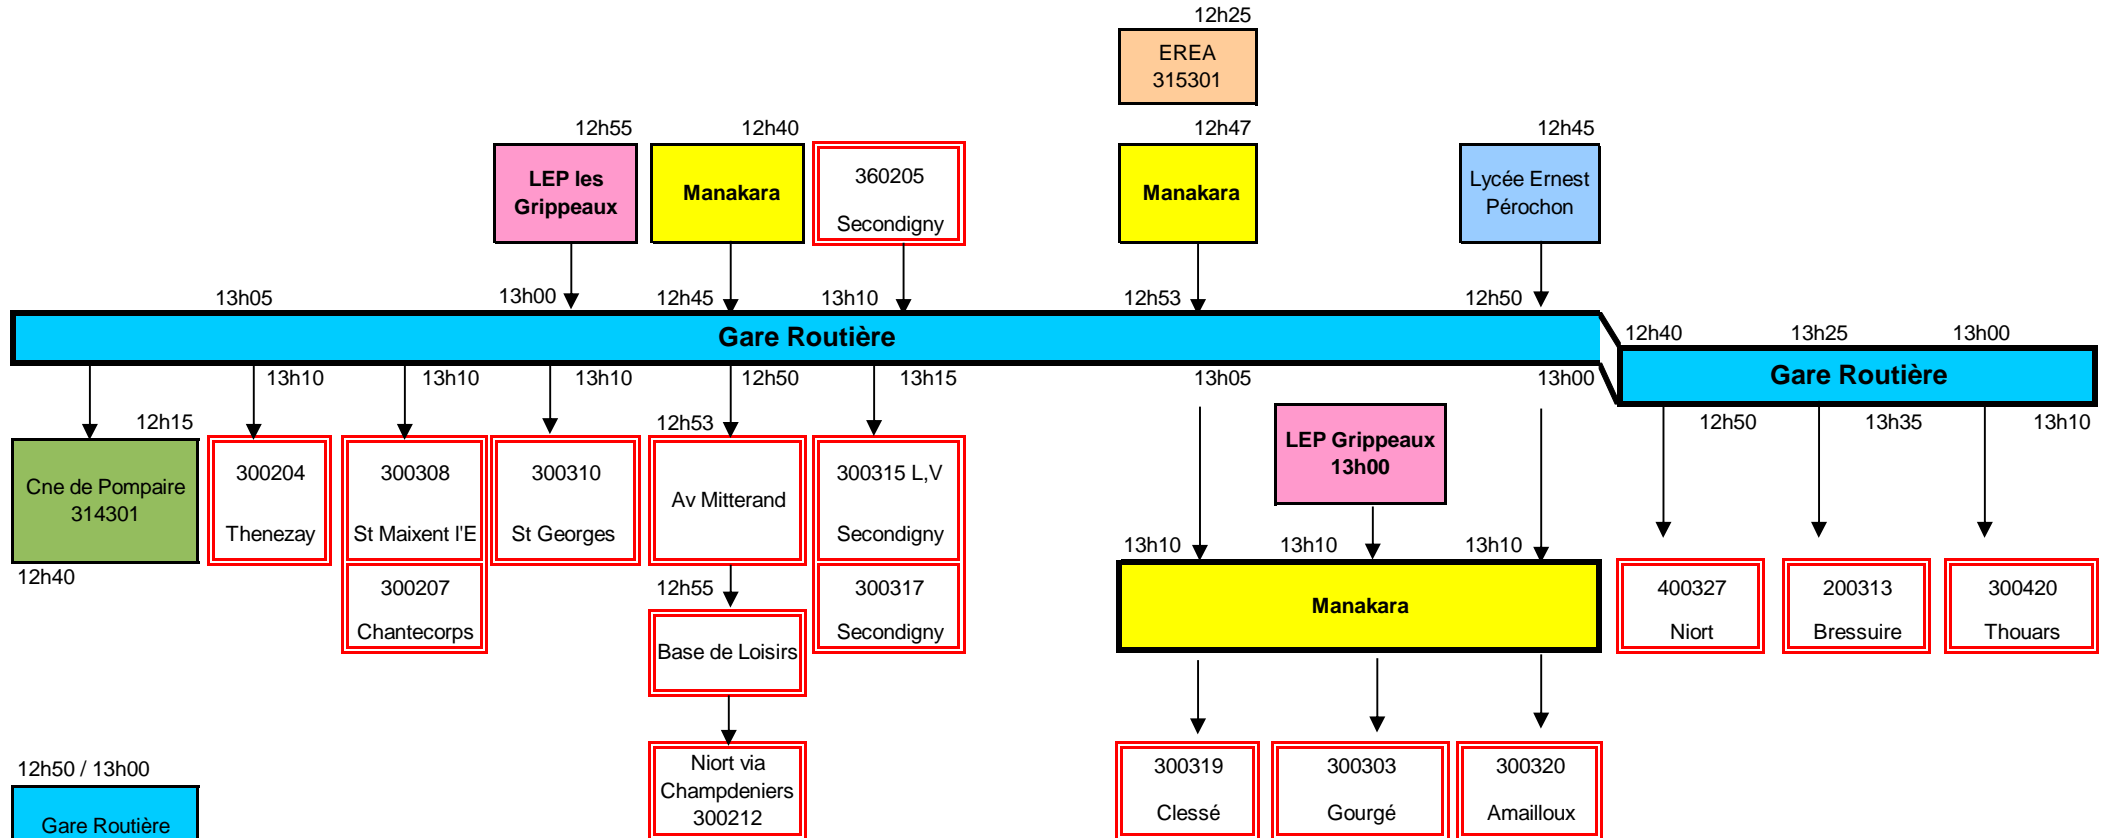 12h25
EREA
315301
12h55
12h40
12h47
12h45
LEP les
Grippeaux
Manakara
360205
Secondigny
Manakara
Lycée Ernest
Pérochon
13h05
13h00
12h45
13h10
12h53
12h50
Gare Routière
12h40
13h25
13h00
Gare Routière
13h10
13h10
13h10
12h50
13h15
13h05
13h00
12h50
13h35
13h10
12h15
12h53
Cne de Pompaire
314301
12h40
300204
Thenezay
300308
St Maixent l'E
300207
Chantecorps
300310
St Georges
Av Mitterand
12h55
Base de Loisirs
Niort via
Champdeniers
300212
300315 L,V
Secondigny
300317
Secondigny
LEP Grippeaux
13h00
13h10
13h10
13h10
Manakara
300319
Clessé
300303
Gourgé
300320
Amailloux
400327
Niort
200313
Bressuire
300420
Thouars
12h50 / 13h00
Gare Routière